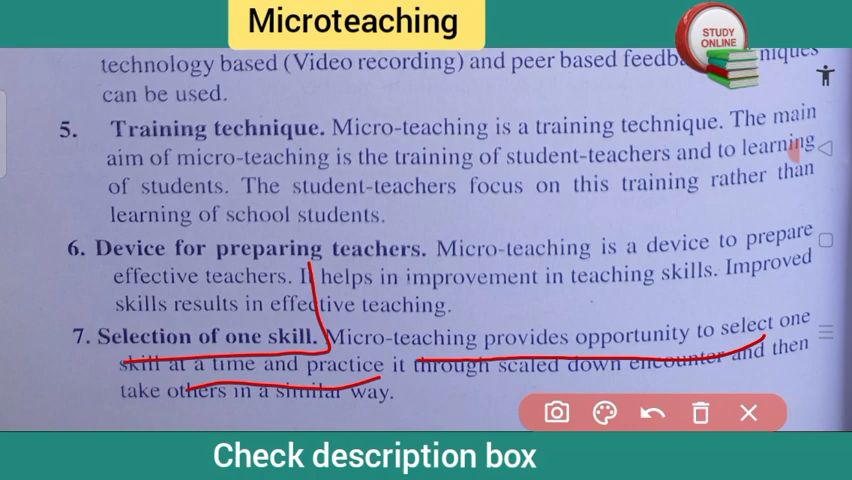 Microteaching
STUDY
ONLINE
technology based (Video recording) and peer based
can be used.
5. Training technique. Micro-teaching is a training technique. The main
aim of micro-teaching is the training of student-teachers and to learning
of students. The student-teachers focus on this training rather than
learning of school students.
6. Device for preparing teachers. Micro-teaching is a device to prepare
effective teachers. It helps in improvement in teaching skills. Improved
skills results in effective teaching.
7. Selection of one skill. Micro-teaching provides opportunity to select one
skill at a time and practice it through scaled down encounter and then
take others in a similar way.
Check description box